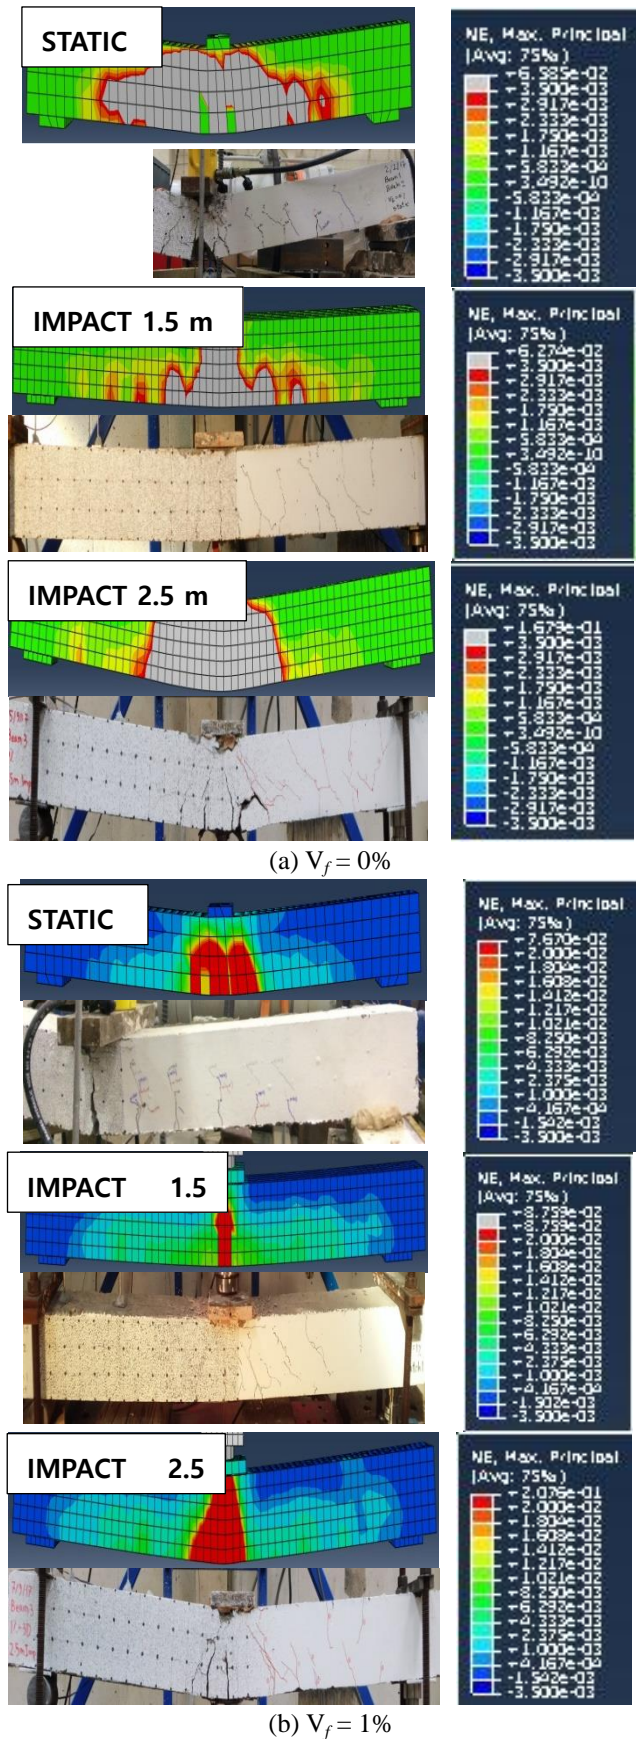 STATIC
NE, Max. Principal
(Avg: 75%)
+6.585e-02
+3.500e-03
+2.917e-03
+2.333e-03
+1.750e-03
+1.167e-03
+5.833e-04
+3.492e-10
-5.833e-04
-1.167e-03
-1.750e-03
-2.333e-03
-2.917e-03
-3.500e-03
IMPACT 1.5 m
NE, Max. Principal
(Avg: 75%)
+6.274e-02
+3.500e-03
+2.917e-03
+2.333e-03
+1.750e-03
+1.167e-03
+5.833e-04
+3.492e-10
-5.833e-04
-1.167e-03
-1.750e-03
-2.333e-03
-2.917e-03
-3.500e-03
IMPACT 2.5 m
NE, Max. Principal
(Avg: 75%)
+1.679e-01
+3.500e-03
+2.917e-03
+2.333e-03
+1.750e-03
+1.167e-03
+5.833e-04
+3.492e-10
-5.833e-04
-1.167e-03
-1.750e-03
-2.333e-03
-2.917e-03
-3.500e-03
(a) Vf = 0%
STATIC
NE, Max. Principal
(Avg: 75%)
+7.670e-02
+2.000e-02
+1.804e-02
+1.608e-02
+1.412e-02
+1.217e-02
+1.021e-02
+8.250e-03
+6.292e-03
+4.333e-03
+2.375e-03
+1.000e-03
+4.167e-04
-1.542e-03
-3.500e-03
IMPACT 1.5
NE, Max. Principal
(Avg: 75%)
+8.739e-02
+8.739e-02
+2.000e-02
+1.804e-02
+1.608e-02
+1.412e-02
+1.217e-02
+1.021e-02
+8.250e-03
+6.292e-03
+4.333e-03
+2.375e-03
+1.000e-03
+4.167e-04
-1.502e-03
-3.500e-03
IMPACT 2.5
NE, Max. Principal
(Avg: 75%)
+2.076e-01
+2.000e-02
+1.804e-02
+1.608e-02
+1.412e-02
+1.217e-02
+1.021e-02
+8.250e-03
+6.292e-03
+4.333e-03
+2.375e-03
+1.000e-03
+4.167e-04
-1.542e-03
-3.500e-03
7/9/17
Beam 3
(b) Vf = 1%